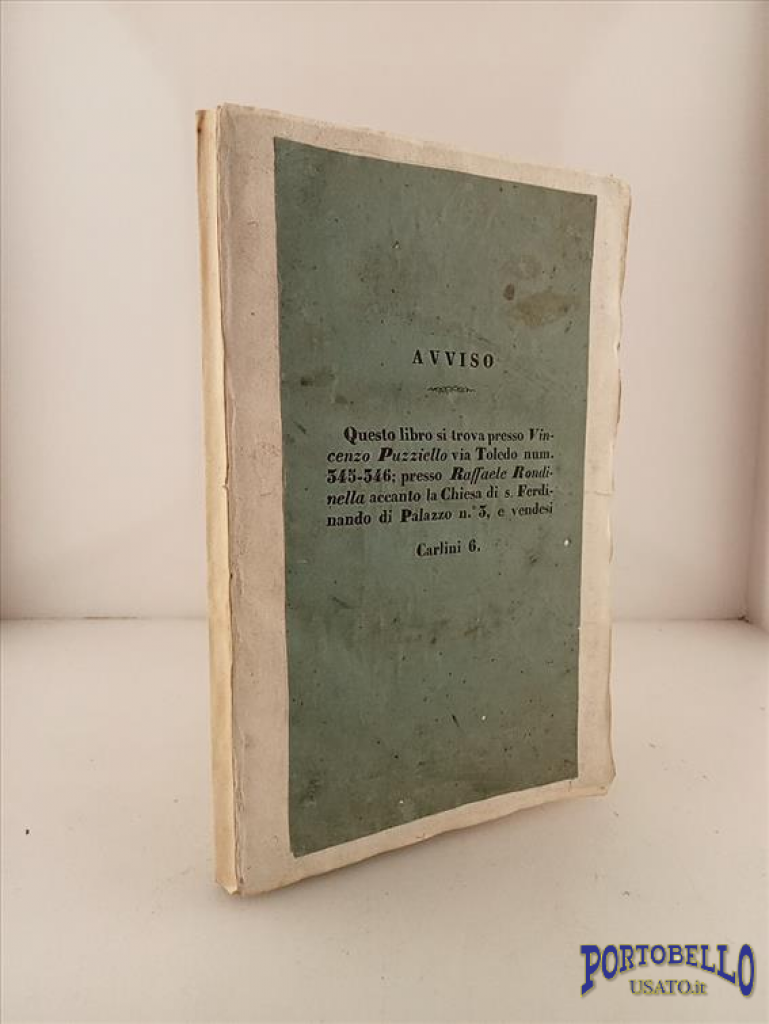 AVVISO
Questo libro si trova presso Vin-
cenzo Puzziello via Toledo num.
345-346; presso Raffaele Rondi-
nella accanto la Chiesa di s. Ferdi-
nando di Palazzo n.° 3, e vendesi
Carlini 6.
PORTOBELLO
USATO.it